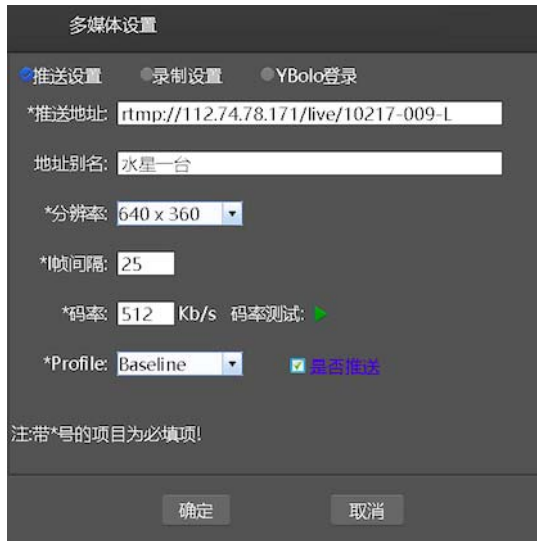 多媒体设置
推送设置 录制设置 YBolo登录
*推送地址: rtmp://112.74.78.171/live/10217-009-L
地址别名: 水星一台
*分辨率: 640 x 360
*I帧间隔: 25
*码率: 512 Kb/s 码率测试:
*Profile: Baseline 是否推送
注:带*号的项目为必填项!
确定 取消